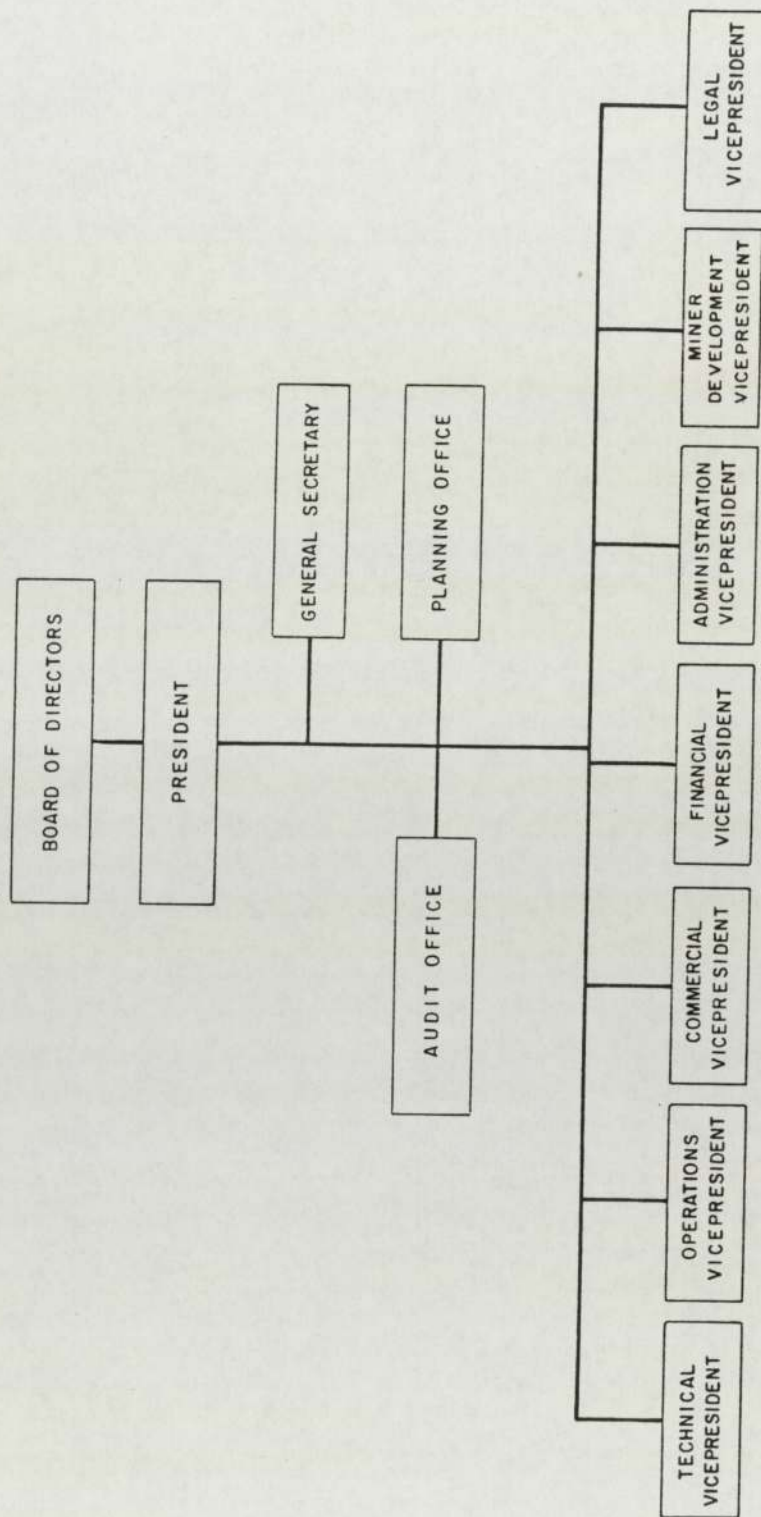 BOARD OF DIRECTORS
PRESIDENT
GENERAL SECRETARY
AUDIT OFFICE
PLANNING OFFICE
TECHNICAL
VICEPRESIDENT
OPERATIONS
VICEPRESIDENT
COMMERCIAL
VICEPRESIDENT
FINANCIAL
VICEPRESIDENT
ADMINISTRATION
VICEPRESIDENT
MINER
DEVELOPMENT
VICEPRESIDENT
LEGAL
VICEPRESIDENT